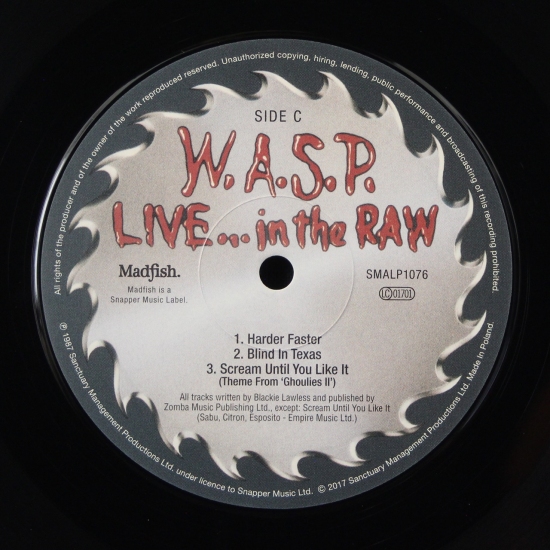 All rights of the producer and of the owner of the work reproduced reserved. Unauthorized copying, hiring, lending, public performance and broadcasting of this recording prohibited.
SIDE C
W.A.S.P.
LIVE... in the RAW
Madfish.
Madfish is a
Snapper Music Label.
SMALP1076
LC 01701
1. Harder Faster
2. Blind In Texas
3. Scream Until You Like It
(Theme From ‘Ghoulies II’)
All tracks written by Blackie Lawless and published by
Zomba Music Publishing Ltd., except: Scream Until You Like It
(Sabu, Citron, Esposito - Empire Music Ltd.)
℗ 1987 Sanctuary Management Productions Ltd. under licence to Snapper Music Ltd. © 2017 Sanctuary Management Productions Ltd. Made In Poland.